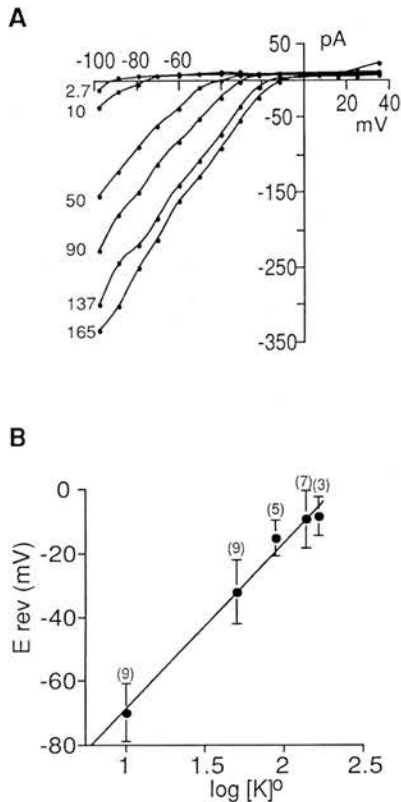 A
-100 -80 -60
50 pA
20 40
mV
2.7
10
50
90
137
165
-50
-150
-250
-350
B
0
-20
-40
-60
-80
E rev (mV)
(9)
(9)
(5)
(7) (3)
1 1.5 2 2.5
log [K]o